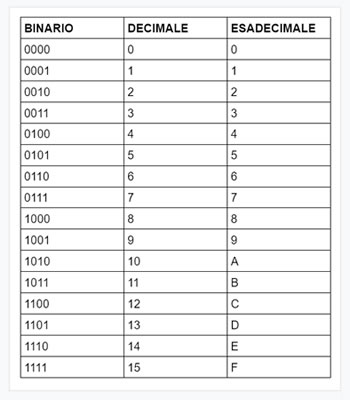 BINARIO DECIMALE ESADECIMALE
0000 0 0
0001 1 1
0010 2 2
0011 3 3
0100 4 4
0101 5 5
0110 6 6
0111 7 7
1000 8 8
1001 9 9
1010 10 A
1011 11 B
1100 12 C
1101 13 D
1110 14 E
1111 15 F